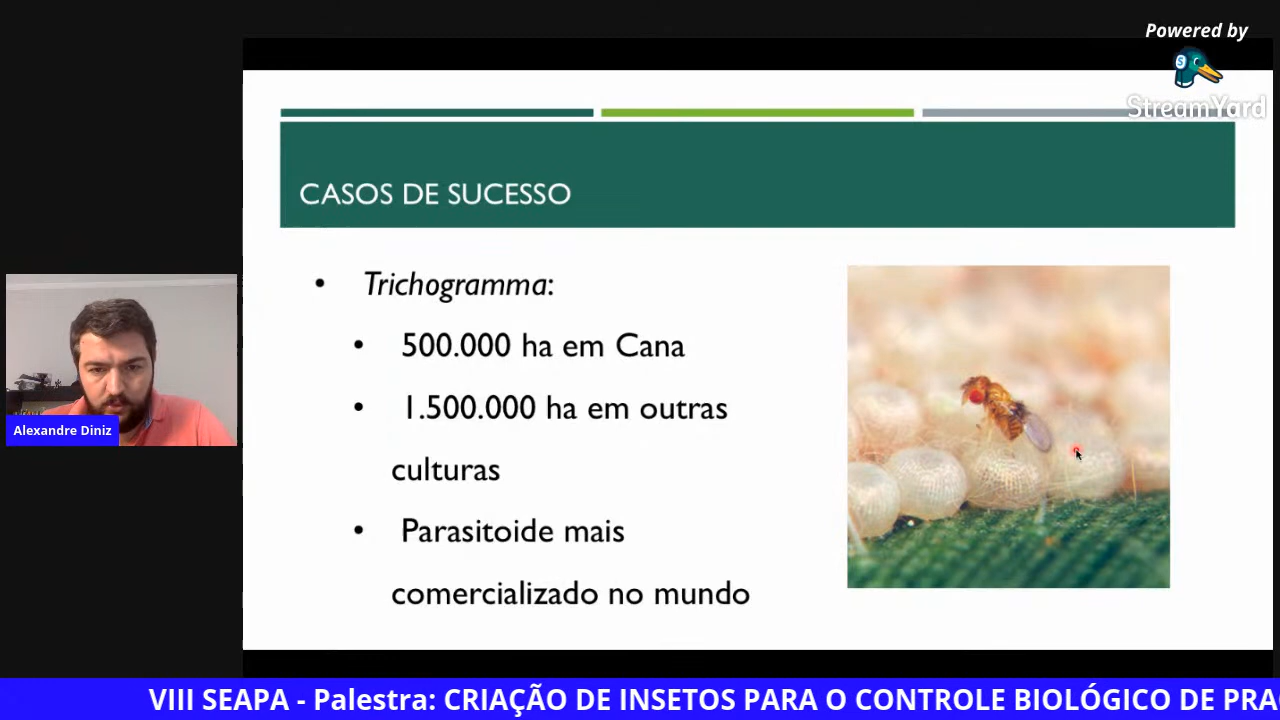 Powered by
StreamYard
CASOS DE SUCESSO
• Trichogramma:
• 500.000 ha em Cana
• 1.500.000 ha em outras
culturas
• Parasitoide mais
comercializado no mundo
Alexandre Diniz
VIII SEAPA - Palestra: CRIAÇÃO DE INSETOS PARA O CONTROLE BIOLÓGICO DE PRA